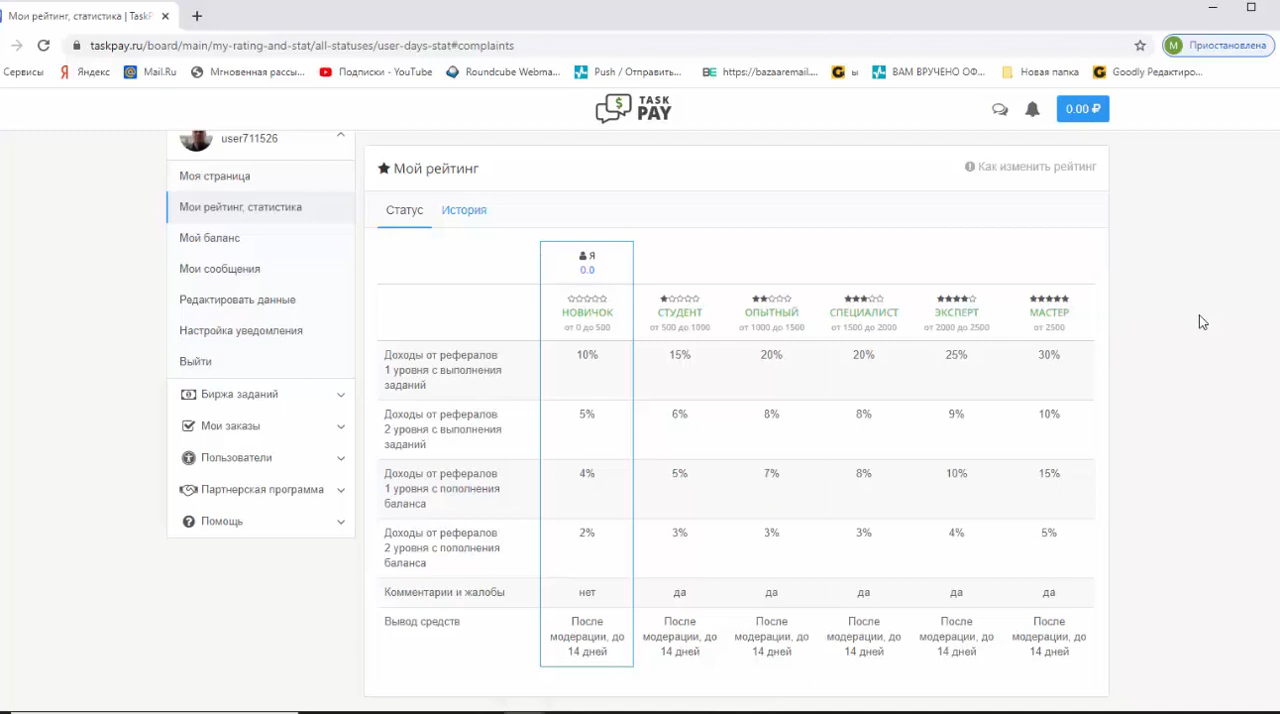 Мои рейтинг, статистика | TaskP
taskpay.ru/board/main/my-rating-and-stat/all-statuses/user-days-stat#complaints
М Приостановлена
Сервисы Яндекс Mail.Ru Мгновенная рассы... Подписки - YouTube Roundcube Webma... Push / Отправить... https://bazaaremail.... ы ВАМ ВРУЧЕНО ОФ... Новая папка Goodly Редактиро...
TASK
PAY
0.00 ₽
user711526
Моя страница
Мои рейтинг, статистика
Мой баланс
Мои сообщения
Редактировать данные
Настройка уведомления
Выйти
Биржа заданий
Мои заказы
Пользователи
Партнерская программа
Помощь
Мой рейтинг
Как изменить рейтинг
Статус История
Я
0.0
НОВИЧОК СТУДЕНТ ОПЫТНЫЙ СПЕЦИАЛИСТ ЭКСПЕРТ МАСТЕР
от 0 до 500 от 500 до 1000 от 1000 до 1500 от 1500 до 2000 от 2000 до 2500 от 2500
Доходы от рефералов 10% 15% 20% 20% 25% 30%
1 уровня с выполнения
заданий
Доходы от рефералов 5% 6% 8% 8% 9% 10%
2 уровня с выполнения
заданий
Доходы от рефералов 4% 5% 7% 8% 10% 15%
1 уровня с пополнения
баланса
Доходы от рефералов 2% 3% 3% 3% 4% 5%
2 уровня с пополнения
баланса
Комментарии и жалобы нет да да да да да
Вывод средств После После После После После После
модерации, до модерации, до модерации, до модерации, до модерации, до модерации, до
14 дней 14 дней 14 дней 14 дней 14 дней 14 дней